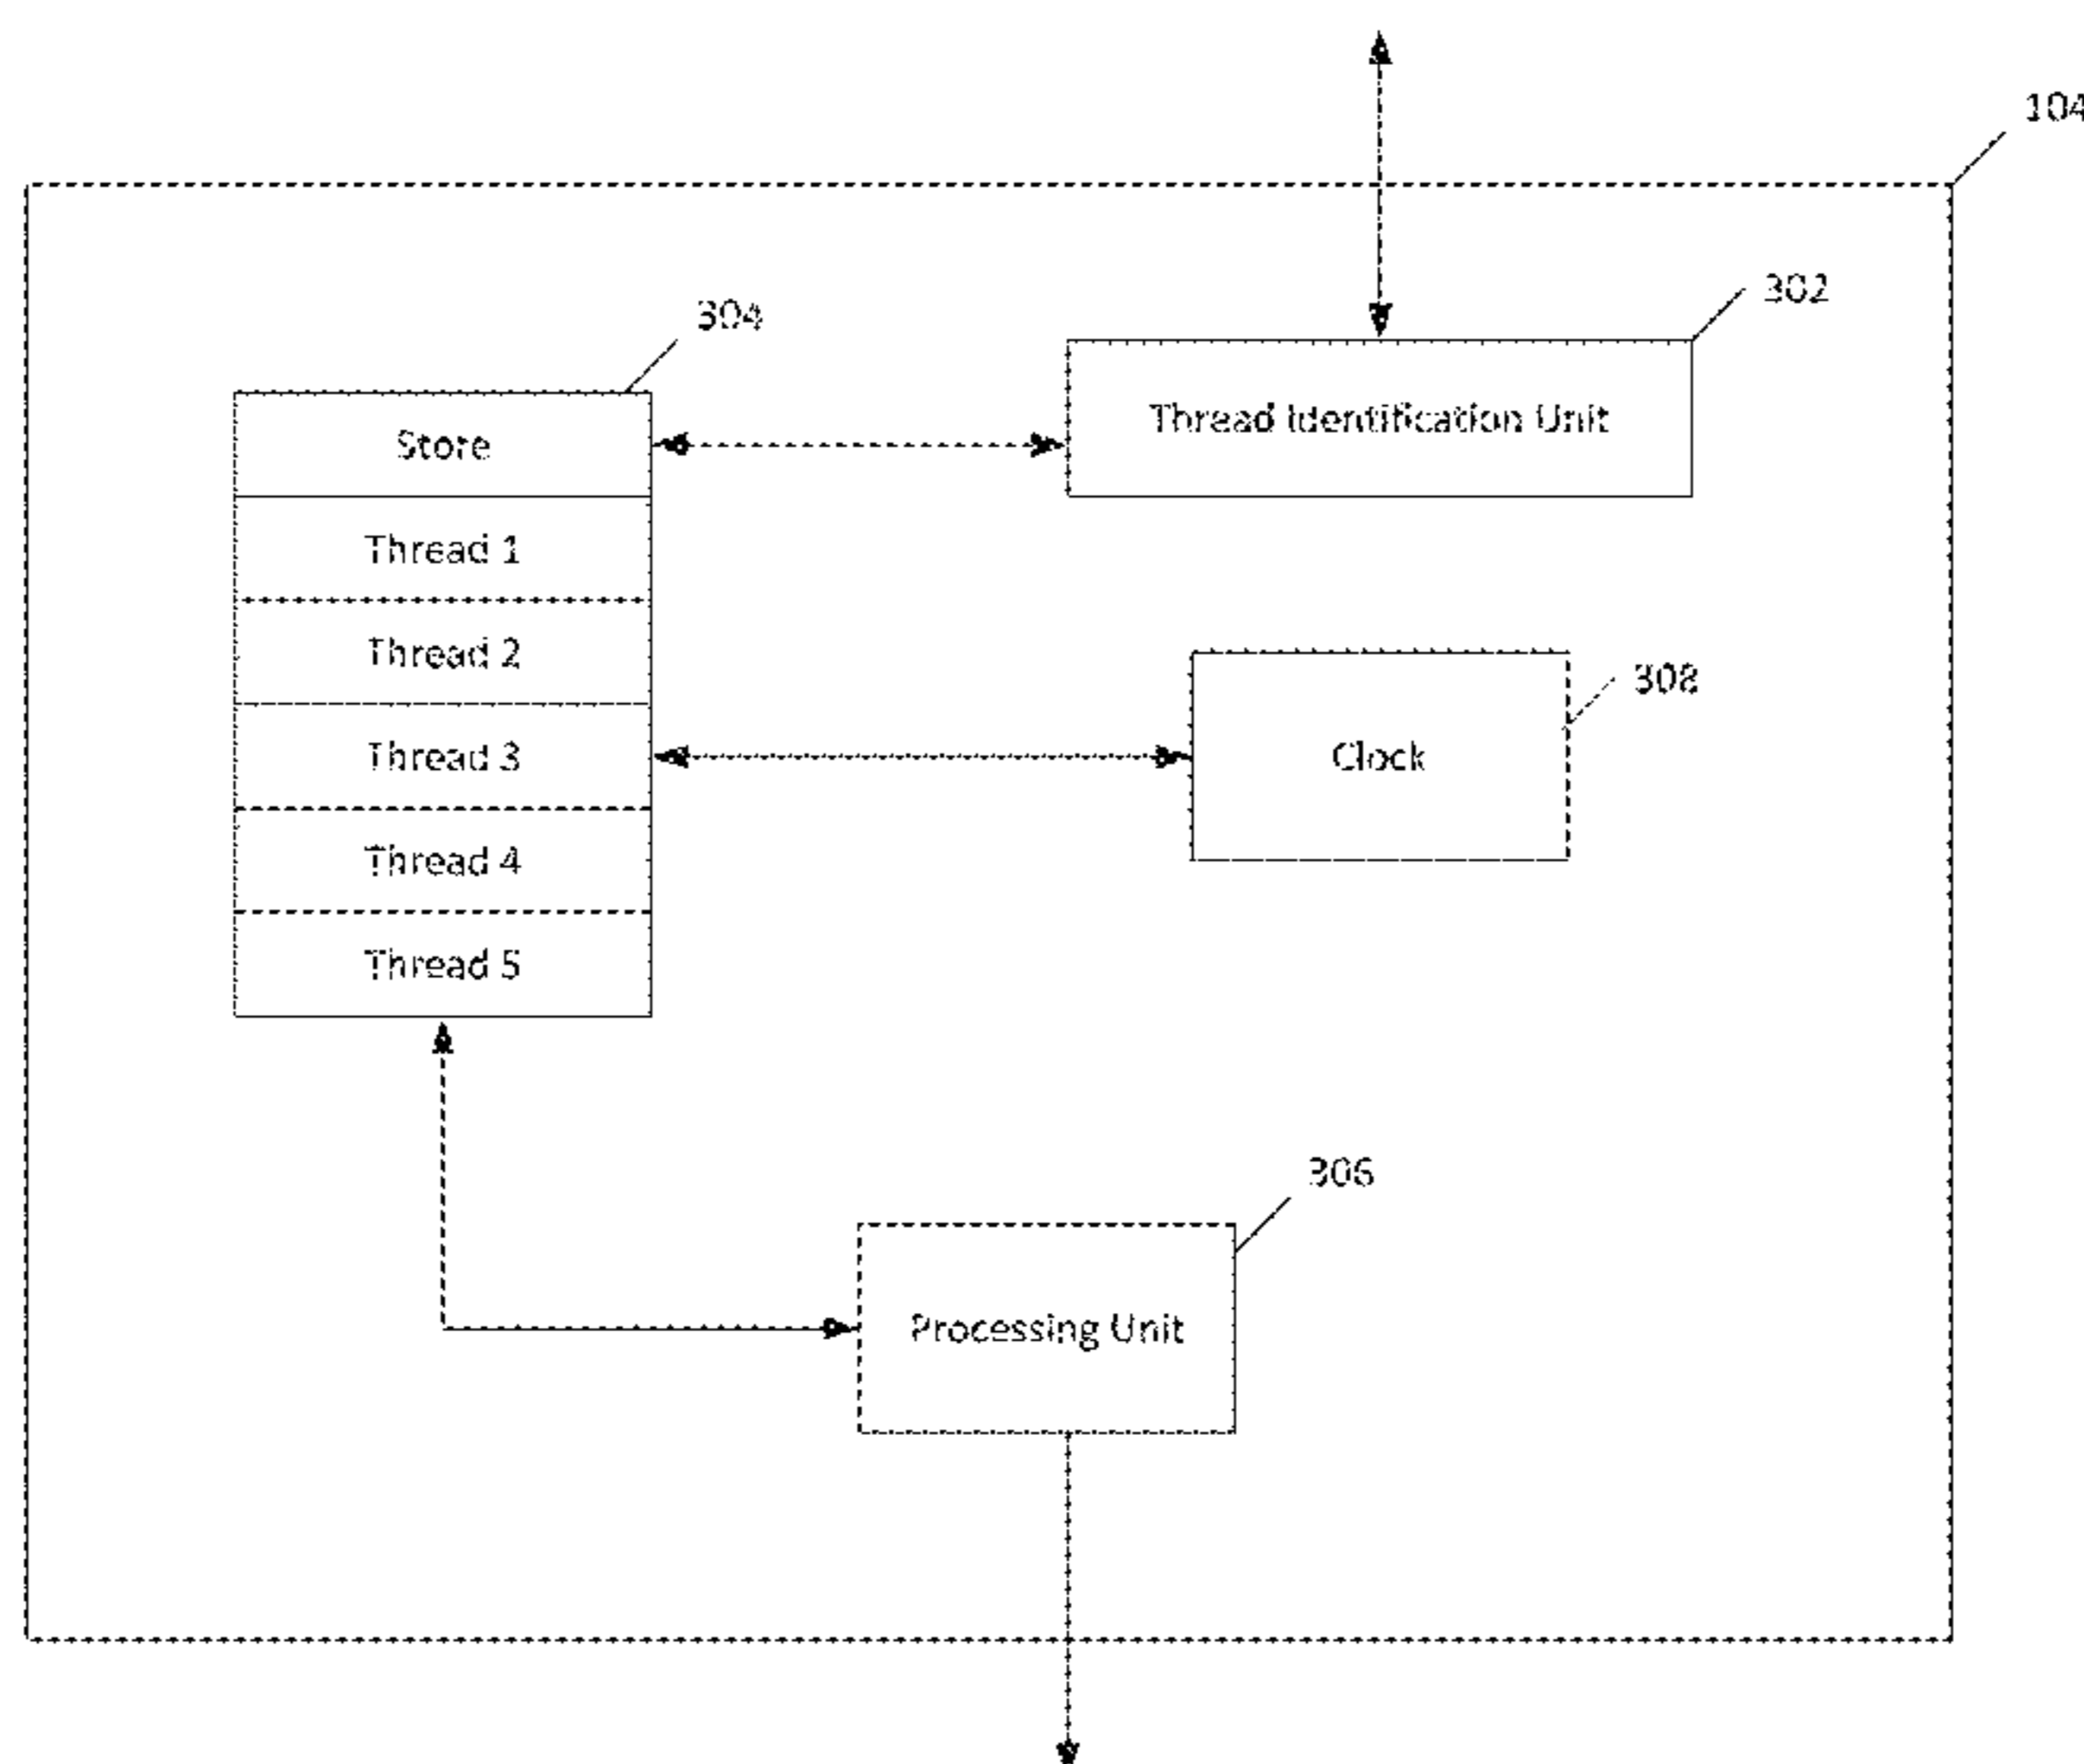 104
302
304
Thread Identification Unit
Store
Thread 1
Thread 2
308
Thread 3
Clock
Thread 4
Thread 5
306
Processing Unit